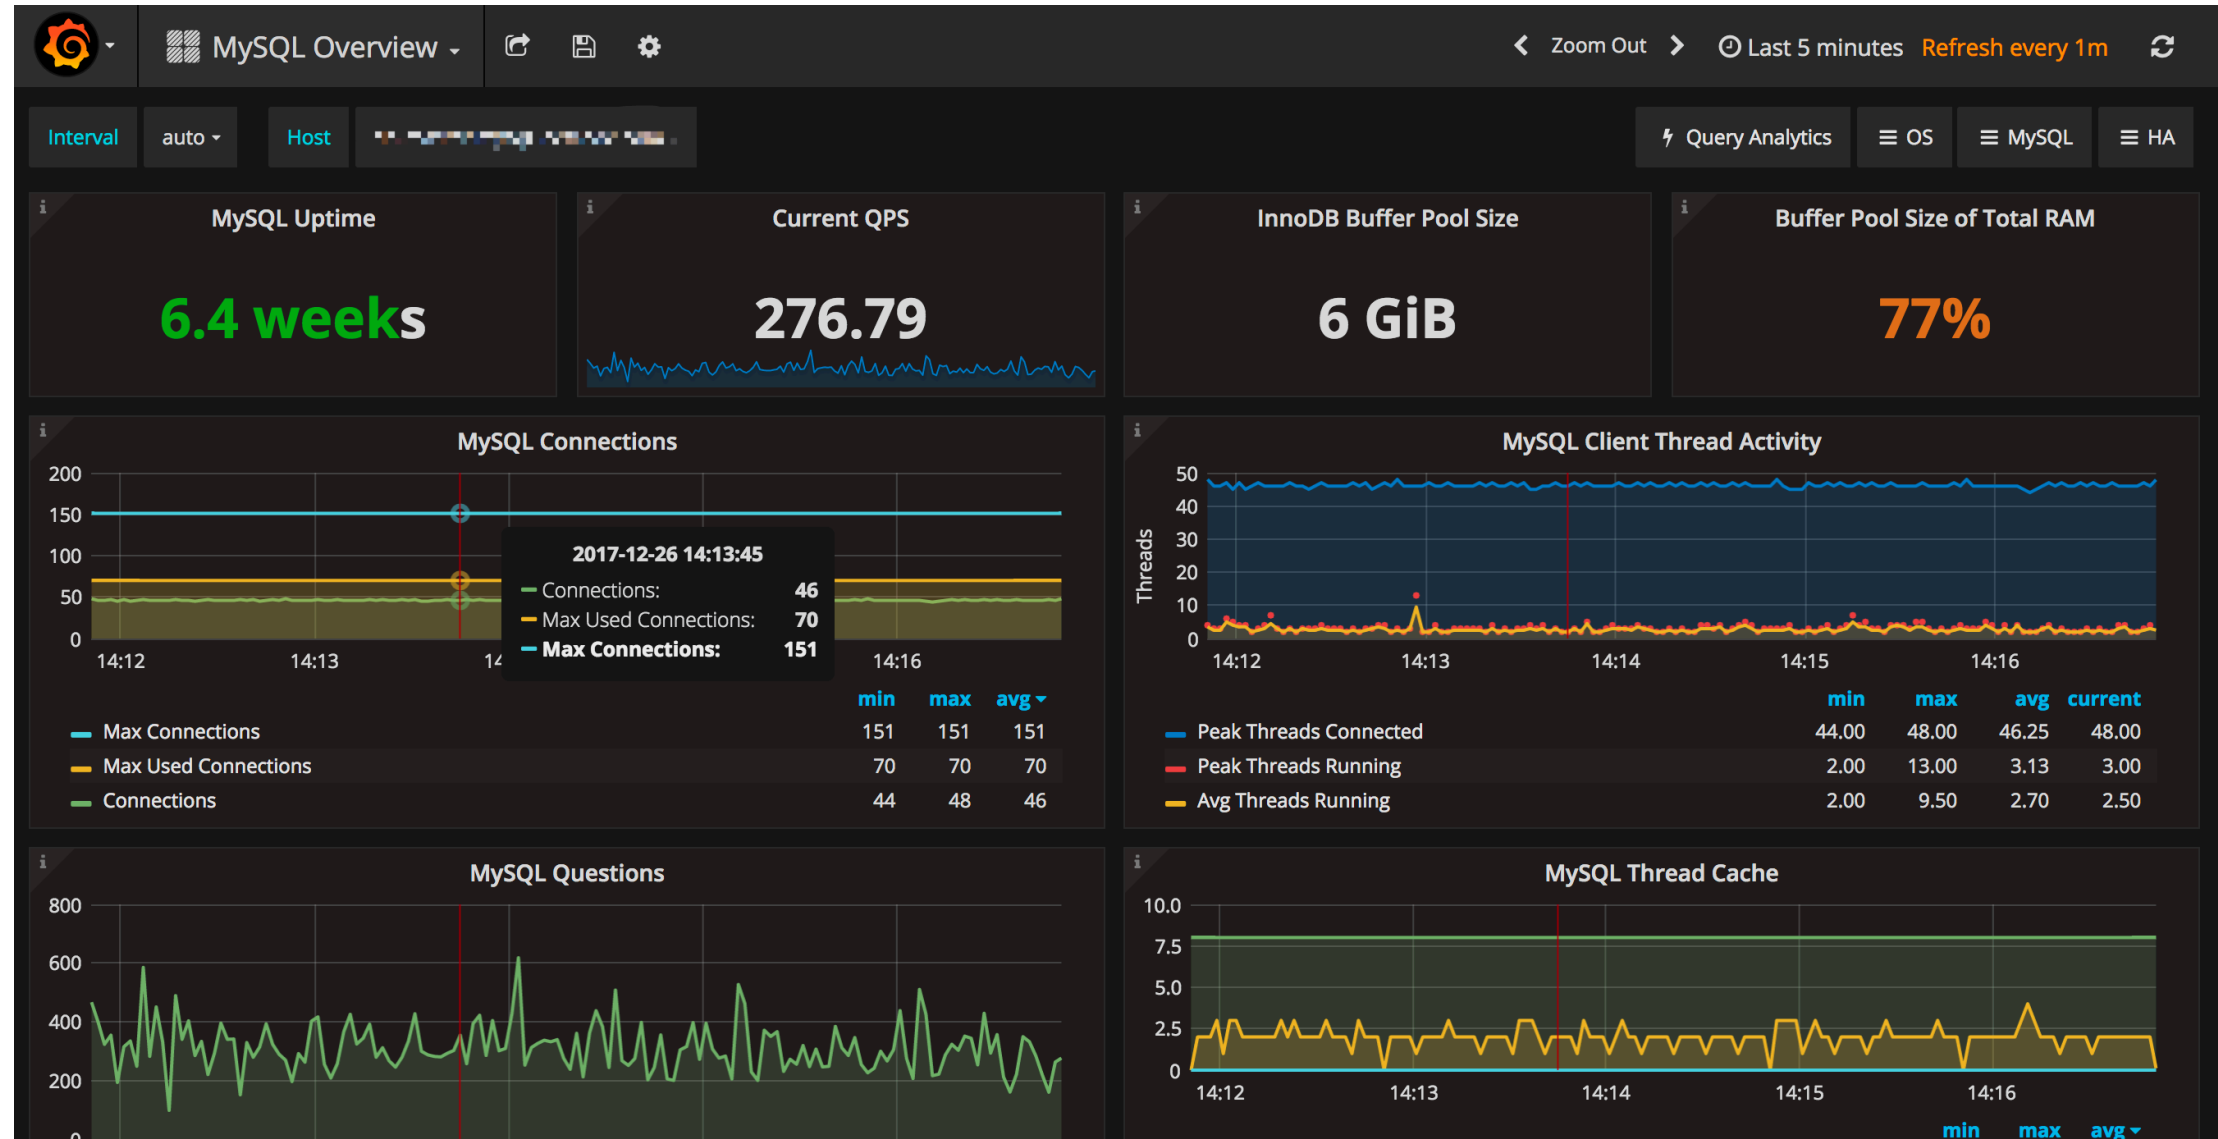 MySQL Overview
Zoom Out
Last 5 minutes
Refresh every 1m
Interval
auto
Host
Query Analytics
OS
MySQL
HA
MySQL Uptime
6.4 weeks
Current QPS
276.79
InnoDB Buffer Pool Size
6 GiB
Buffer Pool Size of Total RAM
77%
MySQL Connections
200
150
100
50
0
14:12
14:13
14:16
2017-12-26 14:13:45
Connections: 46
Max Used Connections: 70
Max Connections: 151
min max avg
Max Connections 151 151 151
Max Used Connections 70 70 70
Connections 44 48 46
MySQL Client Thread Activity
Threads
50
40
30
20
10
0
14:12 14:13 14:14 14:15 14:16
min max avg current
Peak Threads Connected 44.00 48.00 46.25 48.00
Peak Threads Running 2.00 13.00 3.13 3.00
Avg Threads Running 2.00 9.50 2.70 2.50
MySQL Questions
800
600
400
200
0
MySQL Thread Cache
10.0
7.5
5.0
2.5
0
14:12 14:13 14:14 14:15 14:16
min max avg